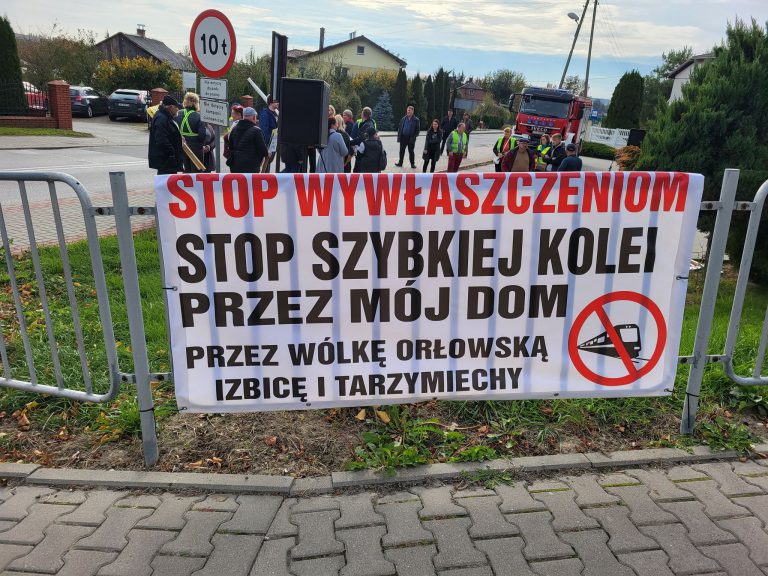 10t
STOP WYWŁASZCZENIOM
STOP SZYBKIEJ KOLEI
PRZEZ MÓJ DOM
PRZEZ WÓLKĘ ORŁOWSKĄ
IZBICĘ I TARZYMIECHY